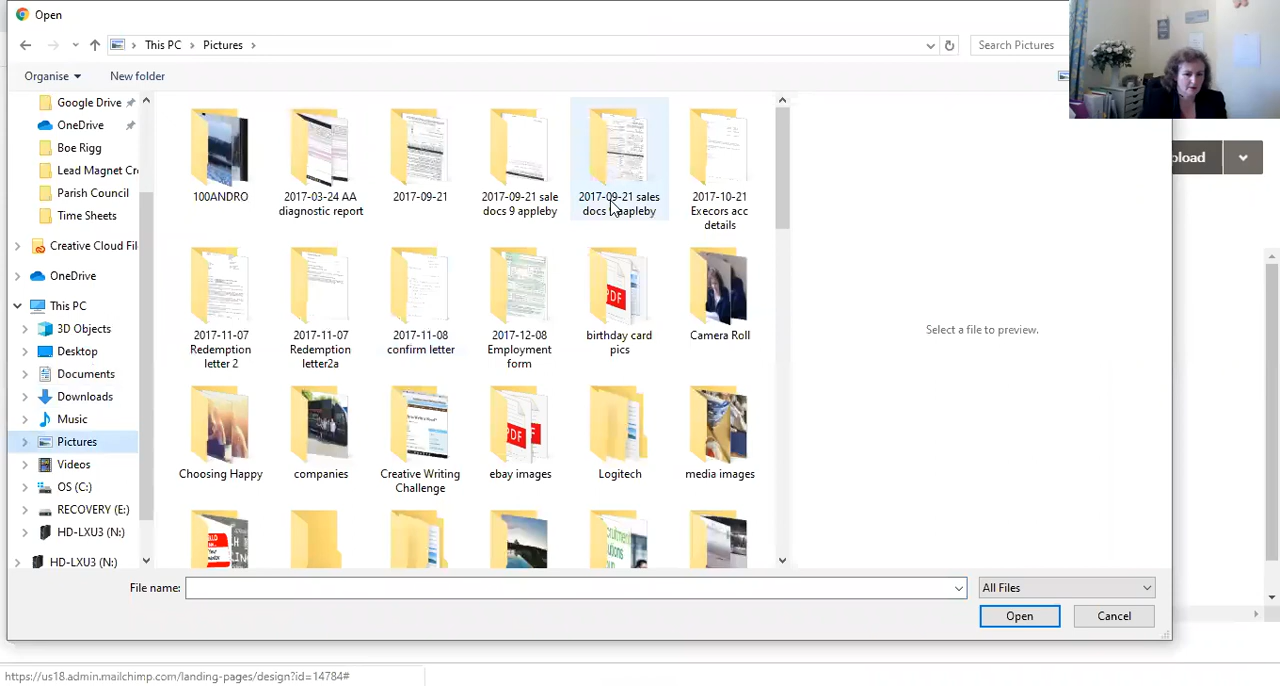 Open
This PC
Pictures
Search Pictures
Organise
New folder
Google Drive
OneDrive
Boe Rigg
Lead Magnet Cr
Parish Council
Time Sheets
Creative Cloud Fil
OneDrive
This PC
3D Objects
Desktop
Documents
Downloads
Music
Pictures
Videos
OS (C:)
RECOVERY (E:)
HD-LXU3 (N:)
HD-LXU3 (N:)
100ANDRO
2017-03-24 AA
diagnostic report
2017-09-21
2017-09-21 sale
docs 9 appleby
2017-09-21 sales
docs appleby
2017-10-21
Execors acc
details
2017-11-07
Redemption
letter 2
2017-11-07
Redemption
letter2a
2017-11-08
confirm letter
2017-12-08
Employment
form
PDF
birthday card
pics
Camera Roll
Choosing Happy
companies
Creative Writing
Challenge
PDF
ebay images
Logitech
media images
Select a file to preview.
File name:
All Files
Open
Cancel
load
https://us18.admin.mailchimp.com/landing-pages/design?id=14784#